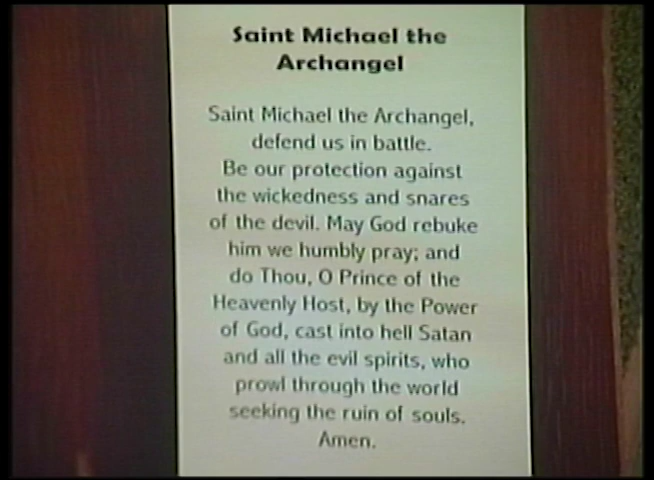 Saint Michael the
Archangel
Saint Michael the Archangel,
defend us in battle.
Be our protection against
the wickedness and snares
of the devil. May God rebuke
him we humbly pray; and
do Thou, O Prince of the
Heavenly Host, by the Power
of God, cast into hell Satan
and all the evil spirits, who
prowl through the world
seeking the ruin of souls.
Amen.